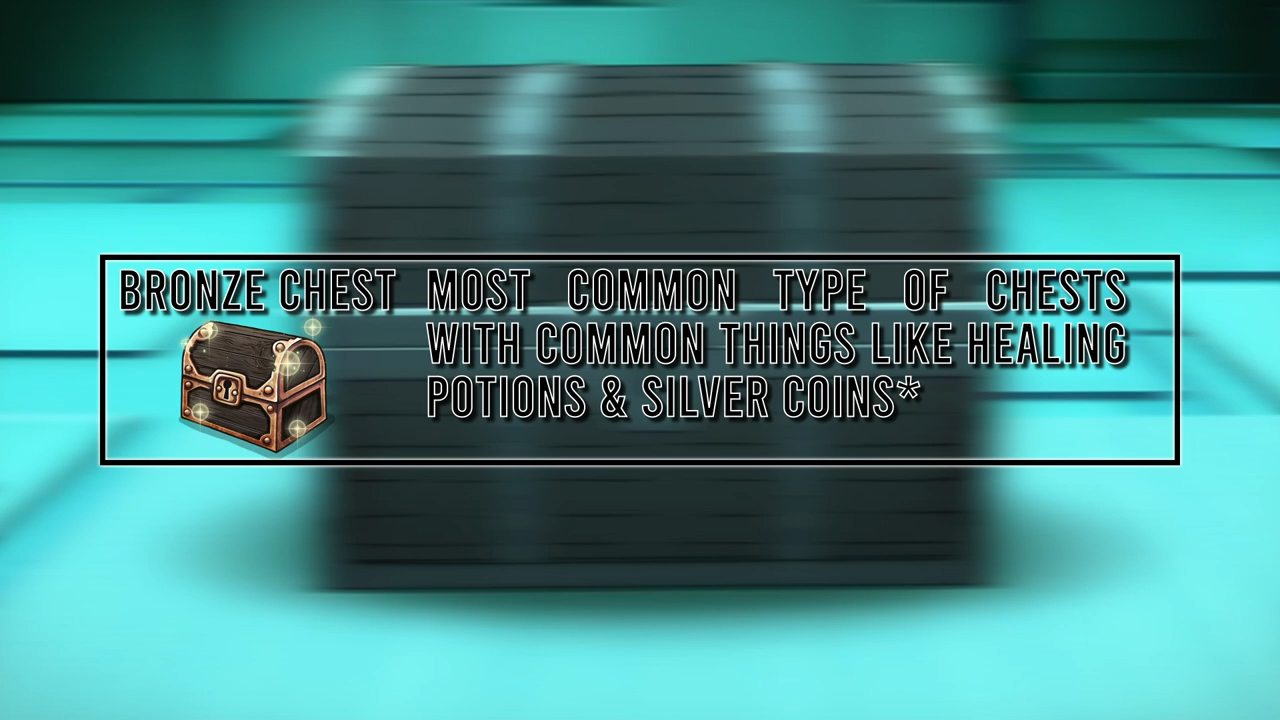 BRONZE CHEST
MOST COMMON TYPE OF CHESTS
WITH COMMON THINGS LIKE HEALING
POTIONS & SILVER COINS*